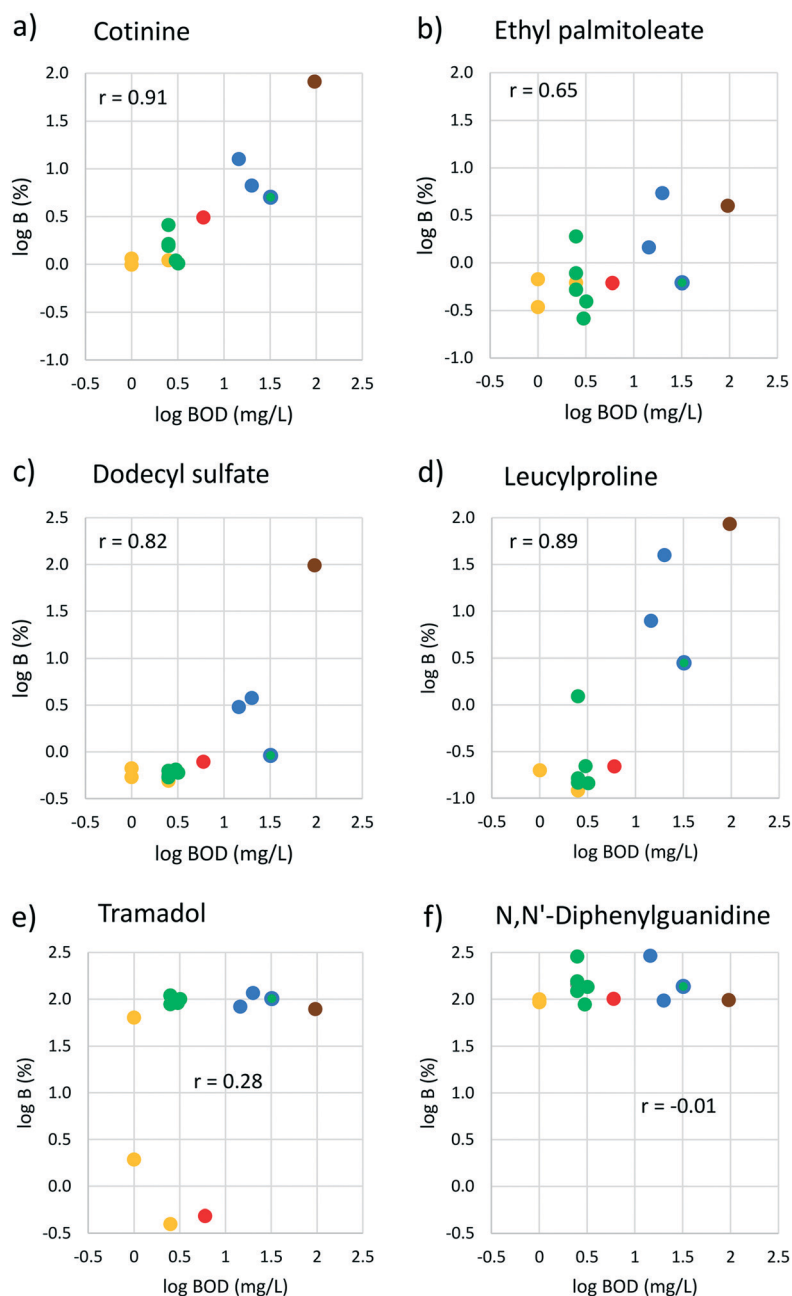 a) Cotinine
2.0
r = 0.91
1.5
1.0
0.5
0.0
-0.5
-1.0
log B (%)
-0.5 0 0.5 1 1.5 2 2.5
log BOD (mg/L)
b) Ethyl palmitoleate
2.0
r = 0.65
1.5
1.0
0.5
0.0
-0.5
-1.0
log B (%)
-0.5 0 0.5 1 1.5 2 2.5
log BOD (mg/L)
c) Dodecyl sulfate
2.5
r = 0.82
2.0
1.5
1.0
0.5
0.0
-0.5
log B (%)
-0.5 0 0.5 1 1.5 2 2.5
log BOD (mg/L)
d) Leucylproline
2.0
r = 0.89
1.5
1.0
0.5
0.0
-0.5
-1.0
log B (%)
-0.5 0 0.5 1 1.5 2 2.5
log BOD (mg/L)
e) Tramadol
2.5
2.0
1.5
r = 0.28
1.0
0.5
0.0
-0.5
log B (%)
-0.5 0 0.5 1 1.5 2 2.5
log BOD (mg/L)
f) N,N'-Diphenylguanidine
2.5
2.0
1.5
1.0
r = -0.01
0.5
0.0
-0.5
log B (%)
-0.5 0 0.5 1 1.5 2 2.5
log BOD (mg/L)